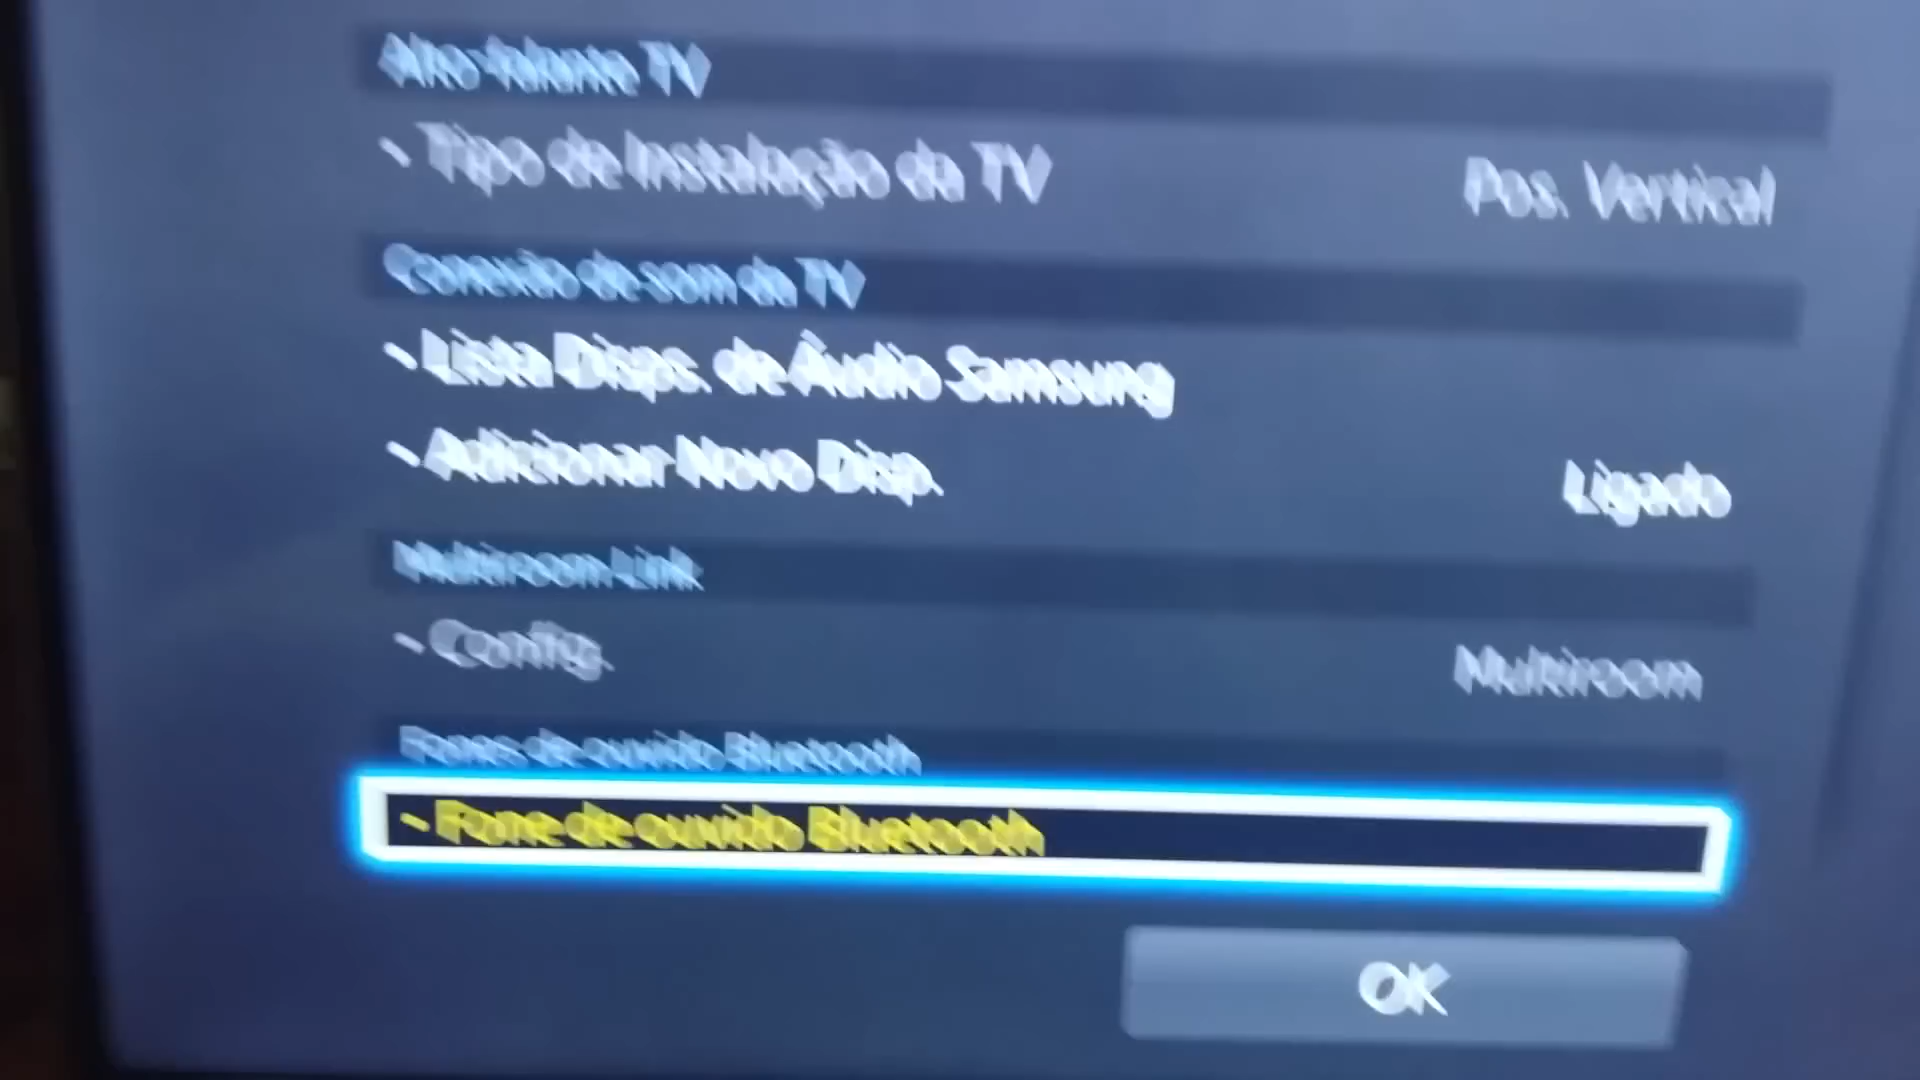 Alto-falante TV
• Tipo de Instalação da TV Pos. Vertical
Conexão de som da TV
• Lista Disps. de Áudio Samsung
• Adicionar Novo Disp. Ligado
Multiroom Link
• Config. Multiroom
Fones de ouvido Bluetooth
• Fone de ouvido Bluetooth
OK